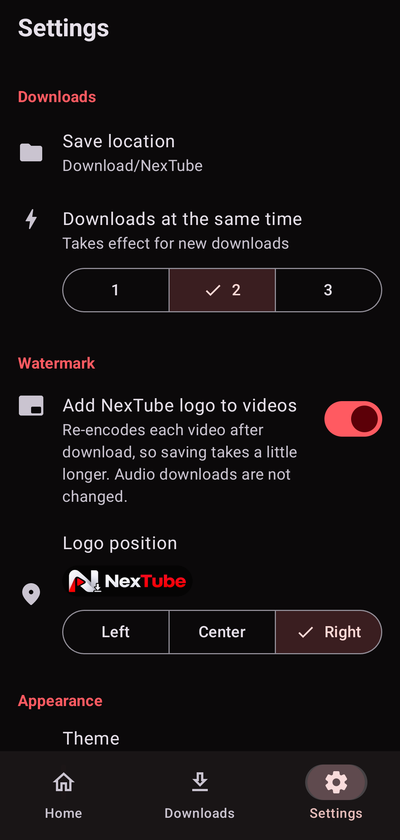 Settings
Downloads
Save location
Download/NexTube
Downloads at the same time
Takes effect for new downloads
1
2
3
Watermark
Add NexTube logo to videos
Re-encodes each video after
download, so saving takes a little
longer. Audio downloads are not
changed.
Logo position
NexTube
Left
Center
Right
Appearance
Theme
Home
Downloads
Settings